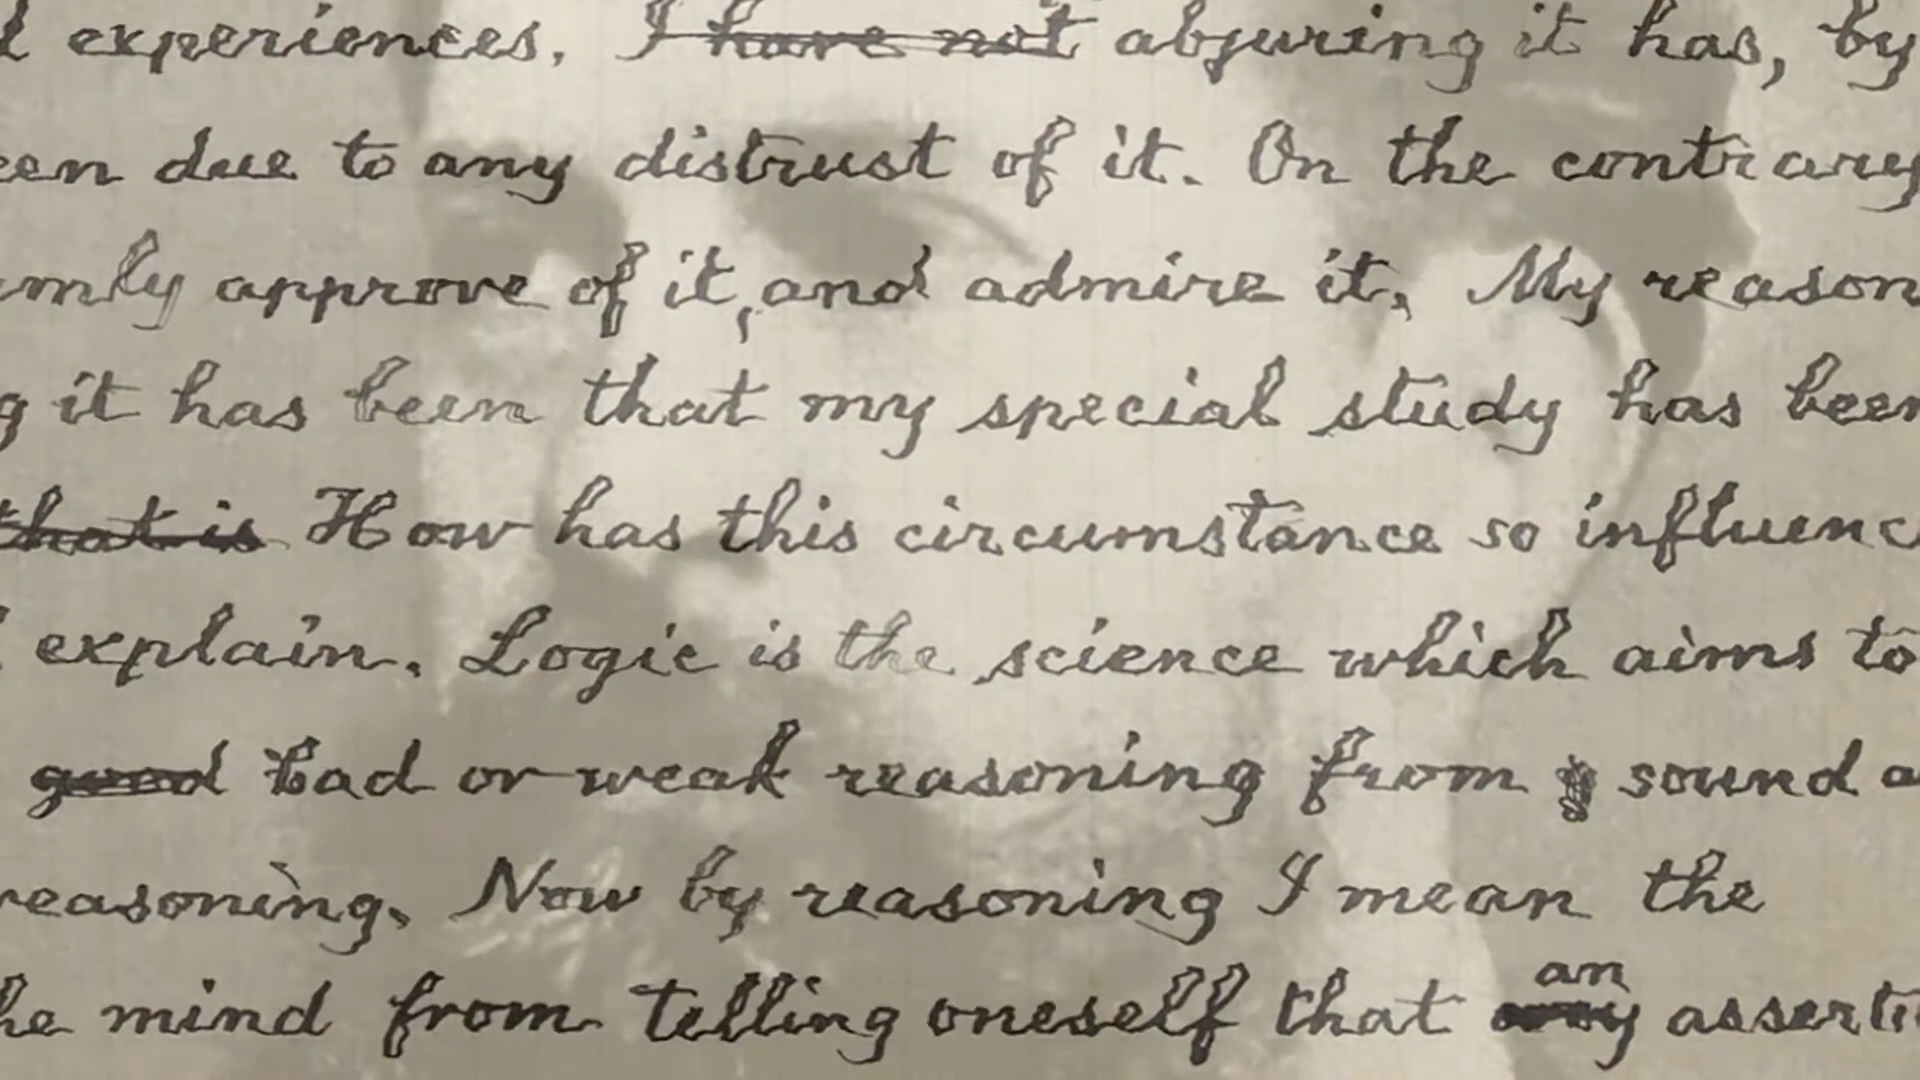 experiences. I have not abjuring it has, by
een due to any distrust of it. On the contrary
mly approve of it, and admire it. My reason
g it has been that my special study has been
that is How has this circumstance so influenc
explain. Logic is the science which aims to
good bad or weak reasoning from sound a
reasoning. Now by reasoning I mean the
he mind from telling oneself that an
any asserti